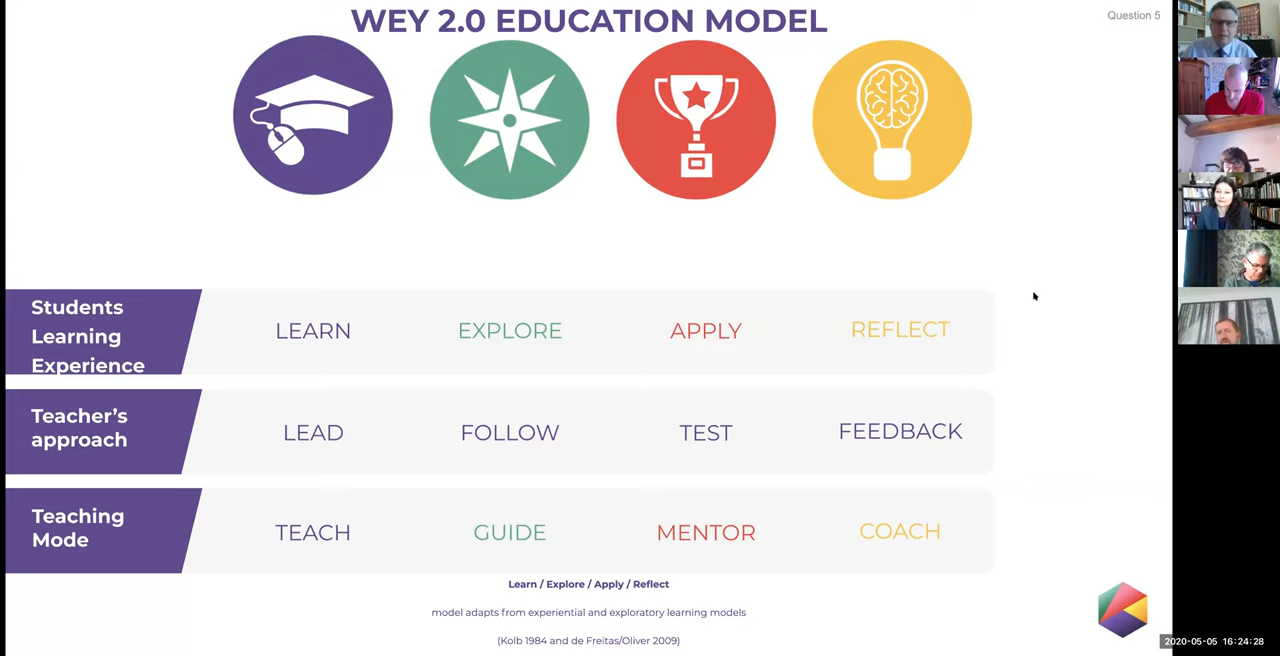 WEY 2.0 EDUCATION MODEL
Question 5
Students
Learning
Experience
LEARN
EXPLORE
APPLY
REFLECT
Teacher’s
approach
LEAD
FOLLOW
TEST
FEEDBACK
Teaching
Mode
TEACH
GUIDE
MENTOR
COACH
Learn / Explore / Apply / Reflect
model adapts from experiential and exploratory learning models
(Kolb 1984 and de Freitas/Oliver 2009)
2020-05-05 16:24:28